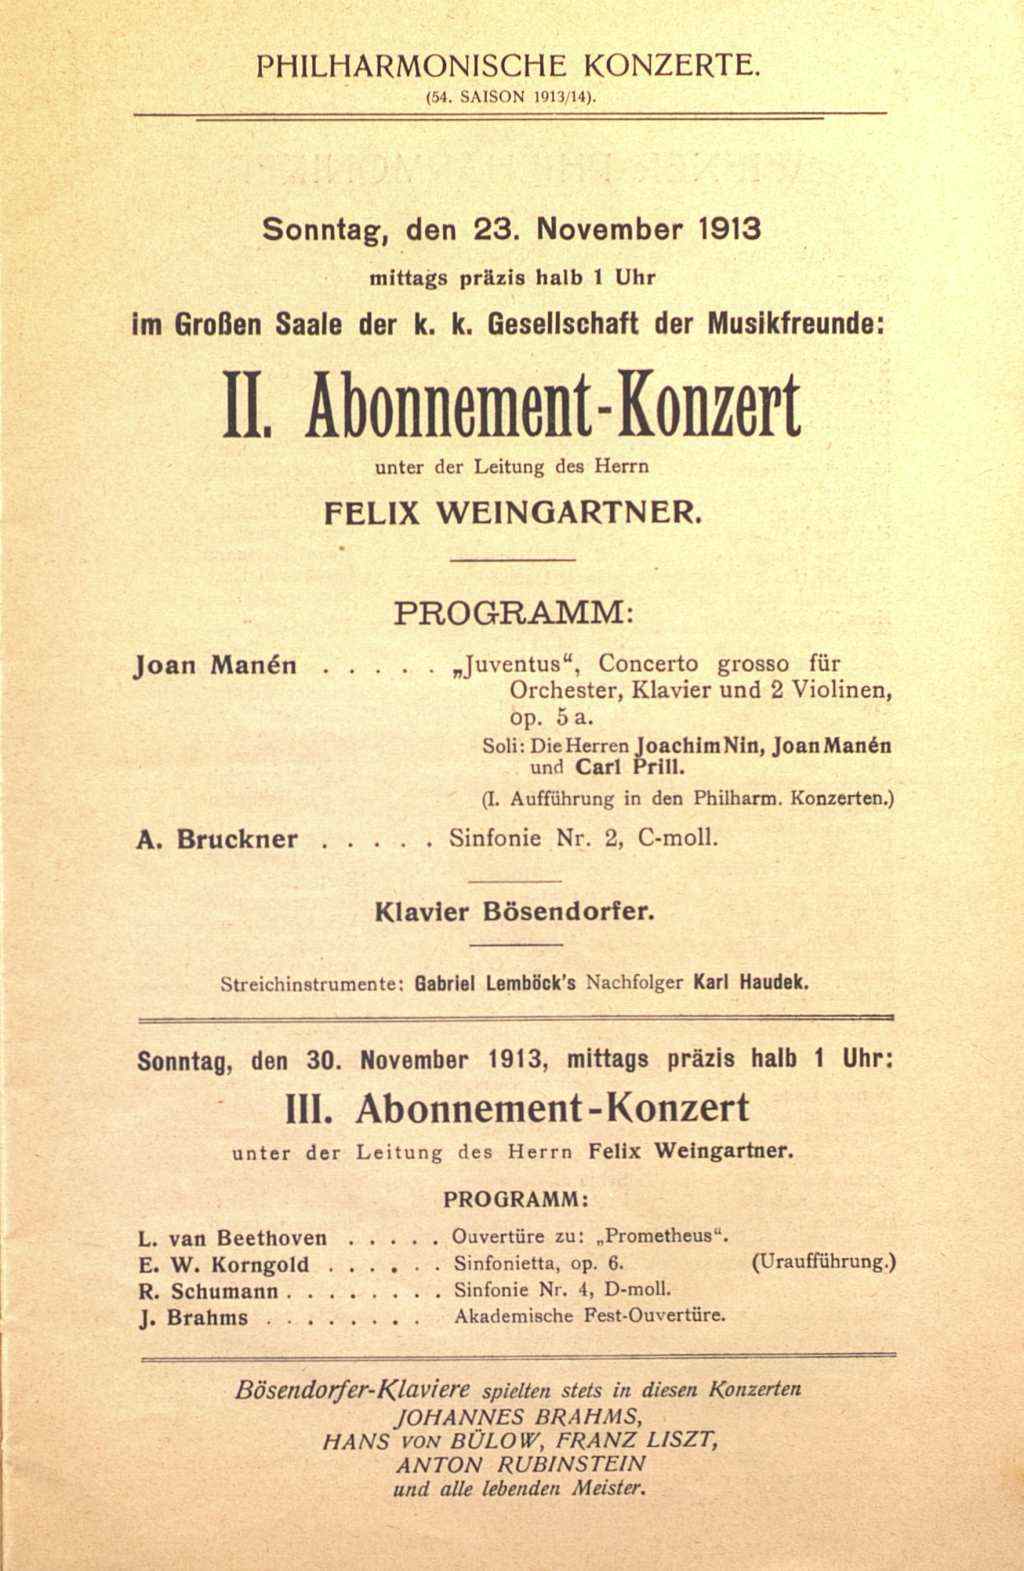 PHILHARMONISCHE KONZERTE.
(54. SAISON 1913/14).
Sonntag, den 23. November 1913
mittags präzis halb 1 Uhr
im Großen Saale der k. k. Gesellschaft der Musikfreunde:
II. Abonnement-Konzert
unter der Leitung des Herrn
FELIX WEINGARTNER.
PROGRAMM:
Joan Manén . . . . . „Juventus“, Concerto grosso für
Orchester, Klavier und 2 Violinen,
op. 5 a.
Soli: Die Herren Joachim Nin, Joan Manén
und Carl Prill.
(I. Aufführung in den Philharm. Konzerten.)
A. Bruckner . . . . . Sinfonie Nr. 2, C-moll.
Klavier Bösendorfer.
Streichinstrumente: Gabriel Lemböck's Nachfolger Karl Haudek.
Sonntag, den 30. November 1913, mittags präzis halb 1 Uhr:
III. Abonnement-Konzert
unter der Leitung des Herrn Felix Weingartner.
PROGRAMM:
L. van Beethoven . . . . . Ouvertüre zu: „Prometheus“.
E. W. Korngold . . . . . . Sinfonietta, op. 6. (Uraufführung.)
R. Schumann . . . . . . . . Sinfonie Nr. 4, D-moll.
J. Brahms . . . . . . . . Akademische Fest-Ouvertüre.
Bösendorfer-Klaviere spielten stets in diesen Konzerten
JOHANNES BRAHMS,
HANS VON BÜLOW, FRANZ LISZT,
ANTON RUBINSTEIN
und alle lebenden Meister.